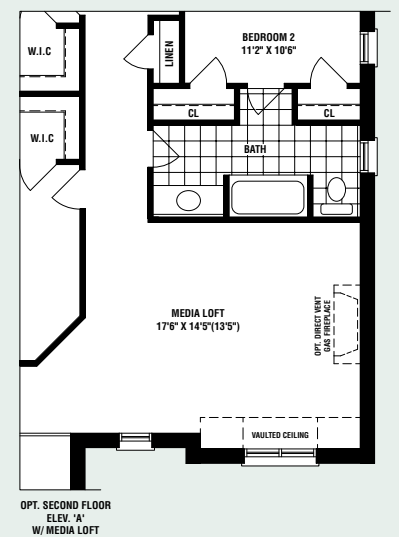 W.I.C
LINEN
BEDROOM 2
11'2" X 10'6"
CL
CL
W.I.C
BATH
MEDIA LOFT
17'6" X 14'5"(13'5")
OPT. DIRECT VENT
GAS FIREPLACE
VAULTED CEILING
OPT. SECOND FLOOR
ELEV. 'A'
W/ MEDIA LOFT